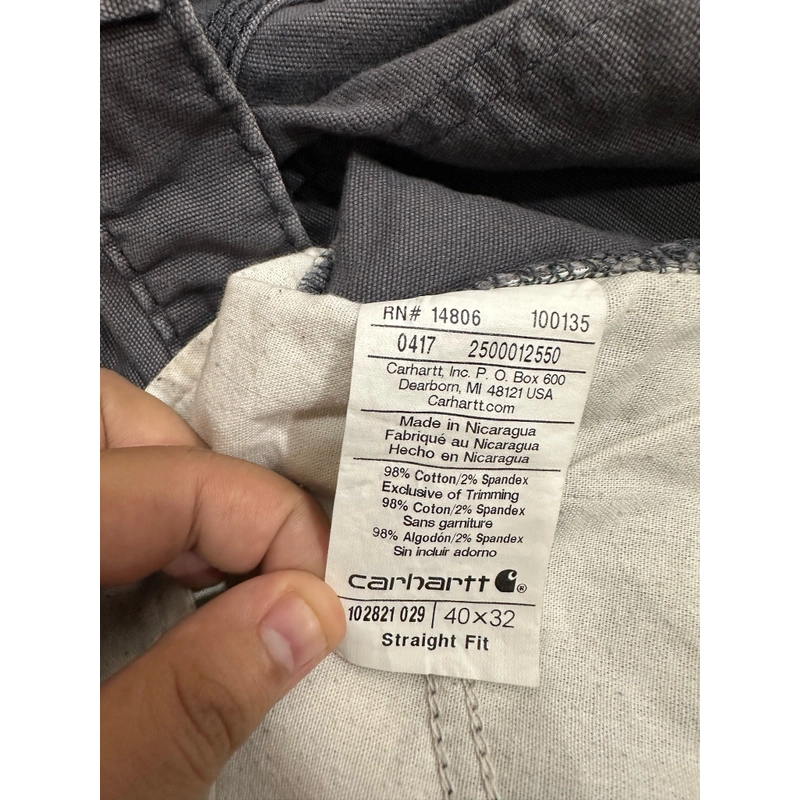 RN# 14806 100135
0417 2500012550
Carhartt, Inc. P. O. Box 600
Dearborn, MI 48121 USA
Carhartt.com
Made in Nicaragua
Fabriqué au Nicaragua
Hecho en Nicaragua
98% Cotton/2% Spandex
Exclusive of Trimming
98% Coton/2% Spandex
Sans garniture
98% Algodón/2% Spandex
Sin incluir adorno
carhartt ®
102821 029 | 40×32
Straight Fit